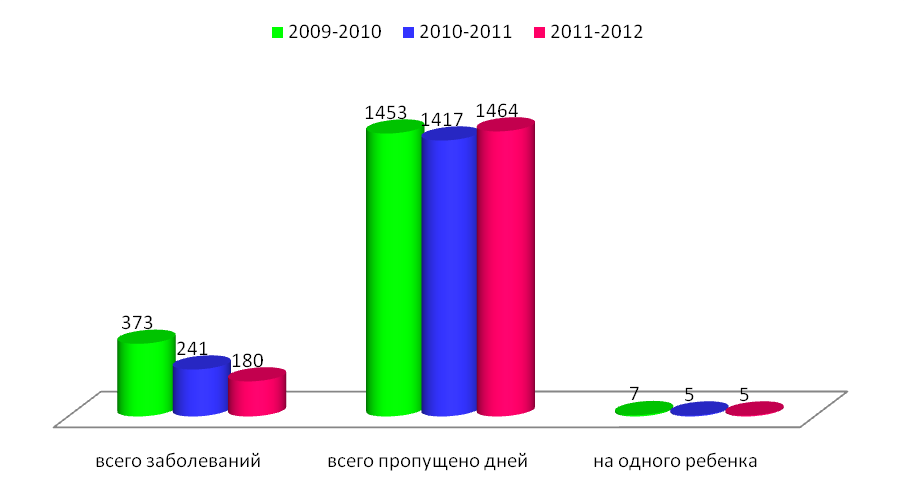 2009-2010 2010-2011 2011-2012
1453 1417 1464
373 241 180
7 5 5
всего заболеваний всего пропущено дней на одного ребенка